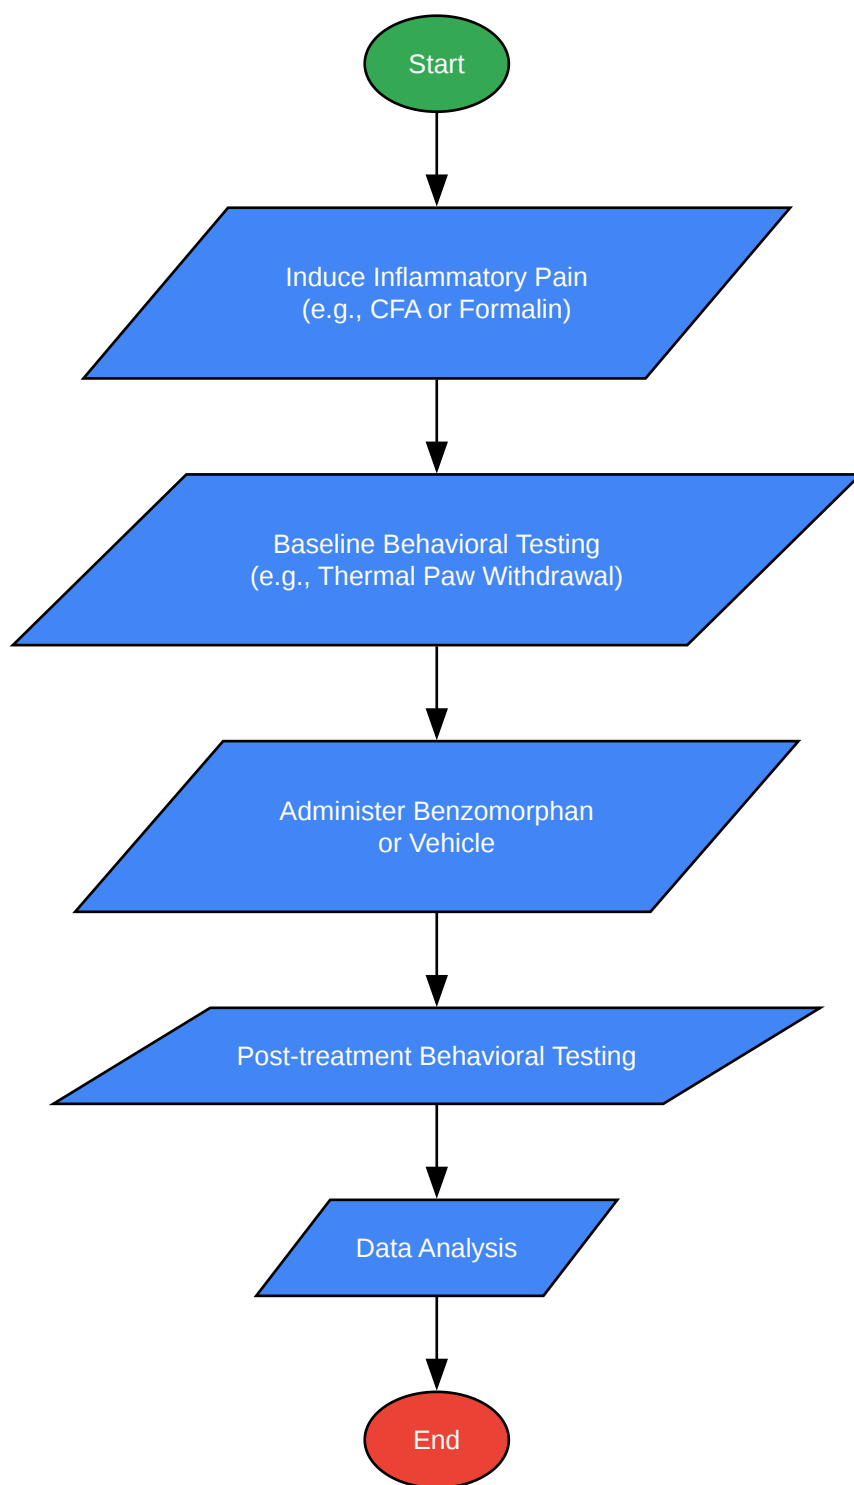 Start
Induce Inflammatory Pain
(e.g., CFA or Formalin)
Baseline Behavioral Testing
(e.g., Thermal Paw Withdrawal)
Administer Benzomorphan
or Vehicle
Post-treatment Behavioral Testing
Data Analysis
End